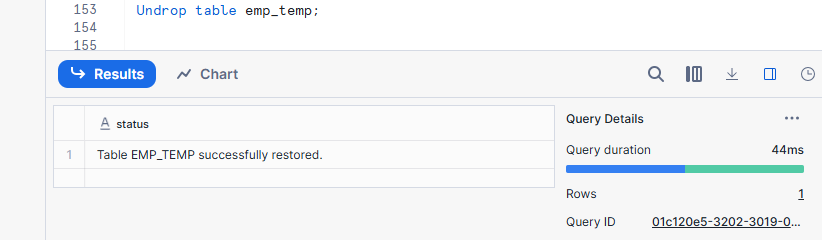 153 Undrop table emp_temp;
154
155
Results Chart
A status
1 Table EMP_TEMP successfully restored.
Query Details ...
Query duration 44ms
Rows 1
Query ID 01c120e5-3202-3019-0...